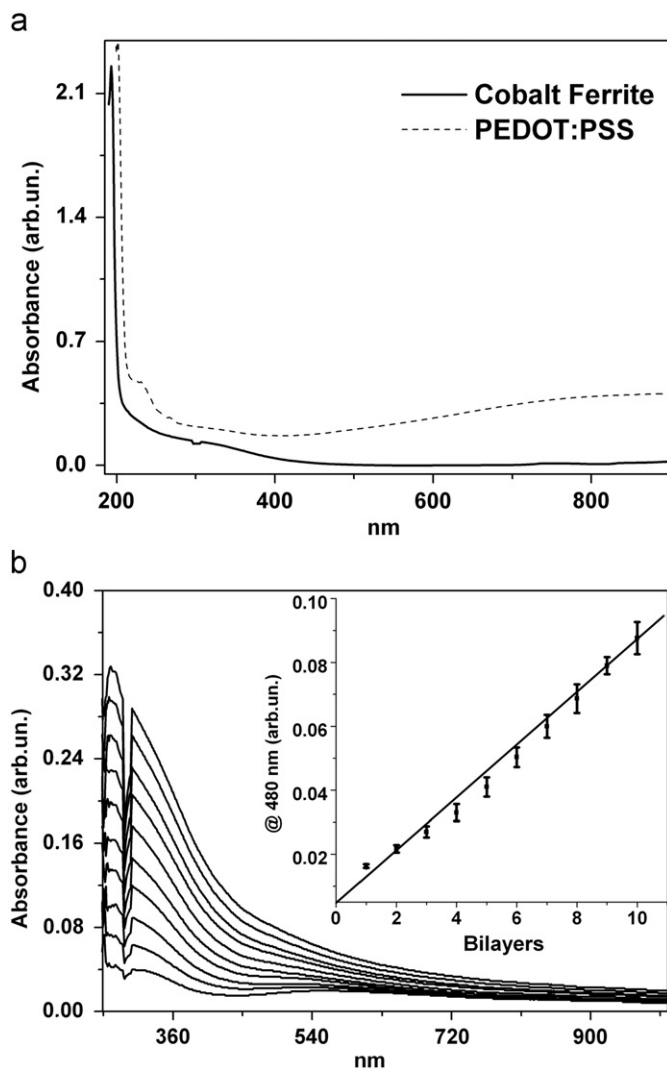 a
Cobalt Ferrite
PEDOT:PSS
2.1
1.4
0.7
0.0
Absorbance (arb.un.)
200 400 600 800
nm
b
0.40
0.32
0.24
0.16
0.08
0.00
Absorbance (arb.un.)
360 540 720 900
nm
0.10
0.08
0.06
0.04
0.02
@ 480 nm (arb.un.)
0 2 4 6 8 10
Bilayers